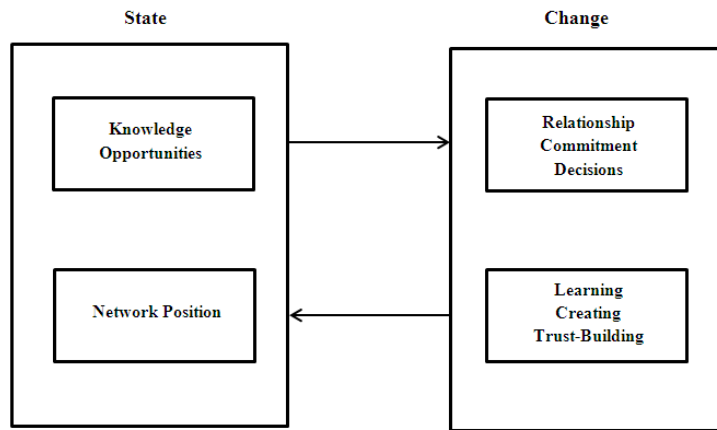 State
Change
Knowledge
Opportunities
Relationship
Commitment
Decisions
Network Position
Learning
Creating
Trust-Building